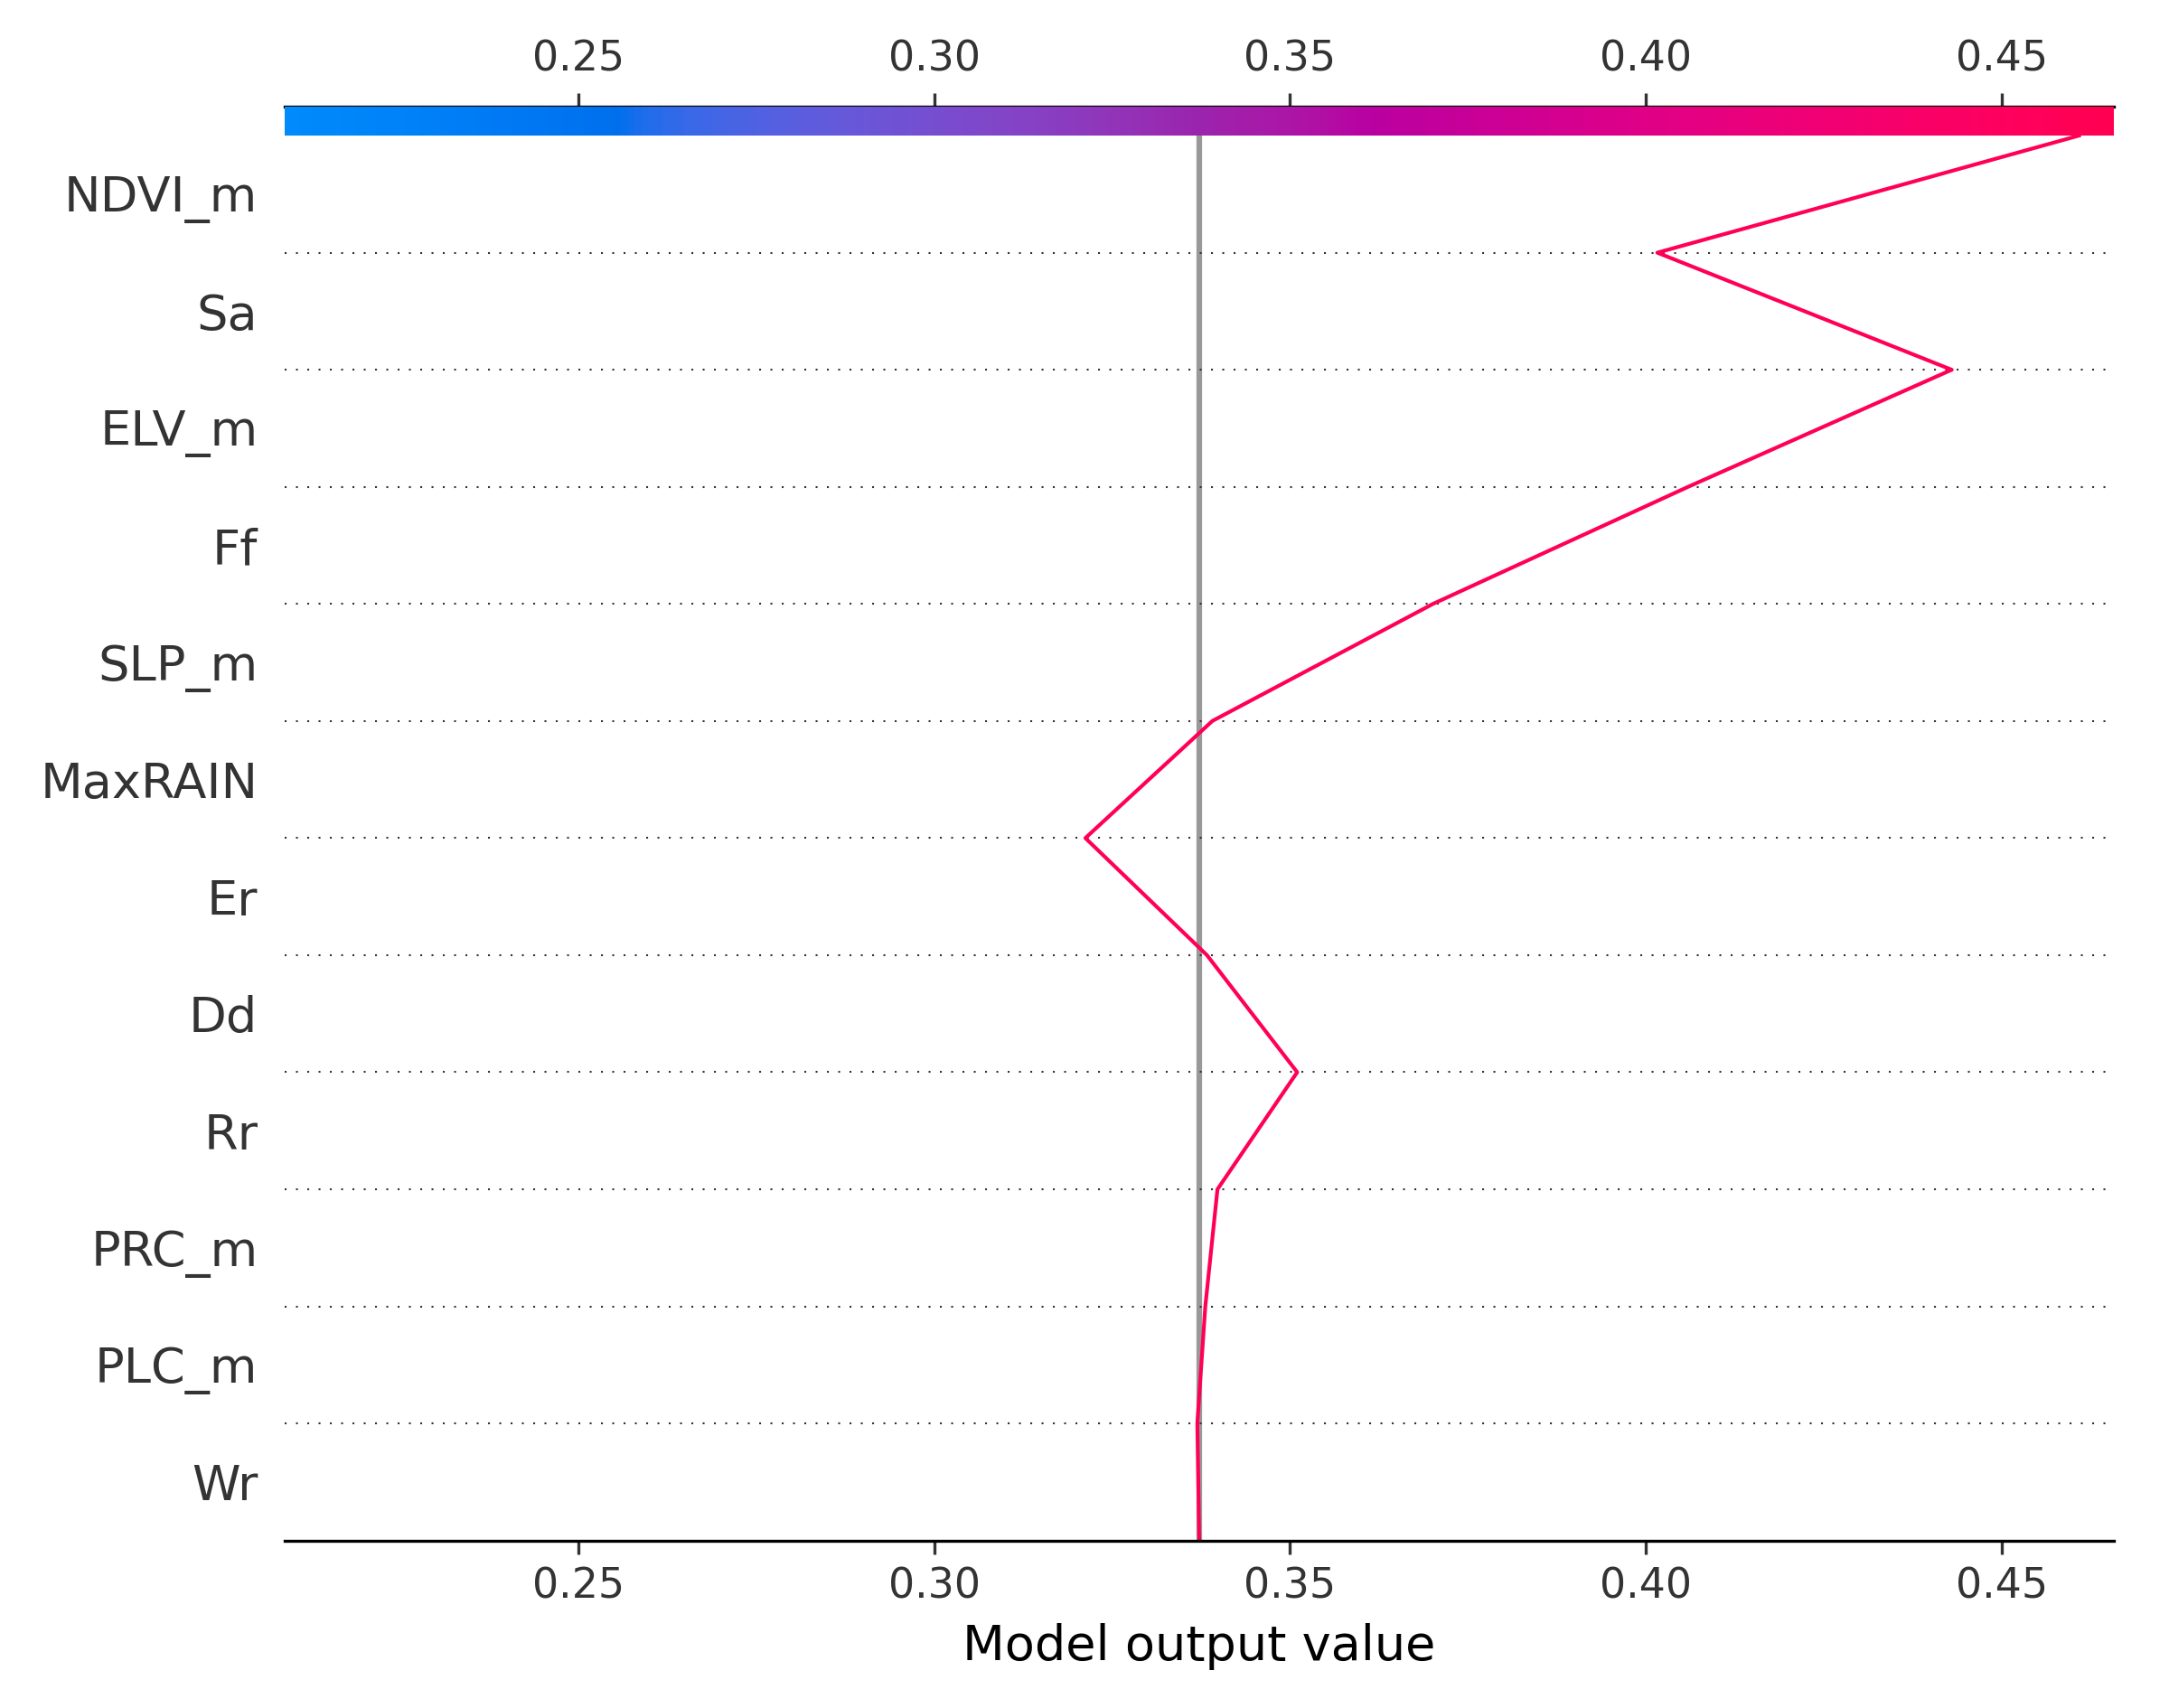 0.25 0.30 0.35 0.40 0.45
NDVI_m
Sa
ELV_m
Ff
SLP_m
MaxRAIN
Er
Dd
Rr
PRC_m
PLC_m
Wr
0.25 0.30 0.35 0.40 0.45
Model output value